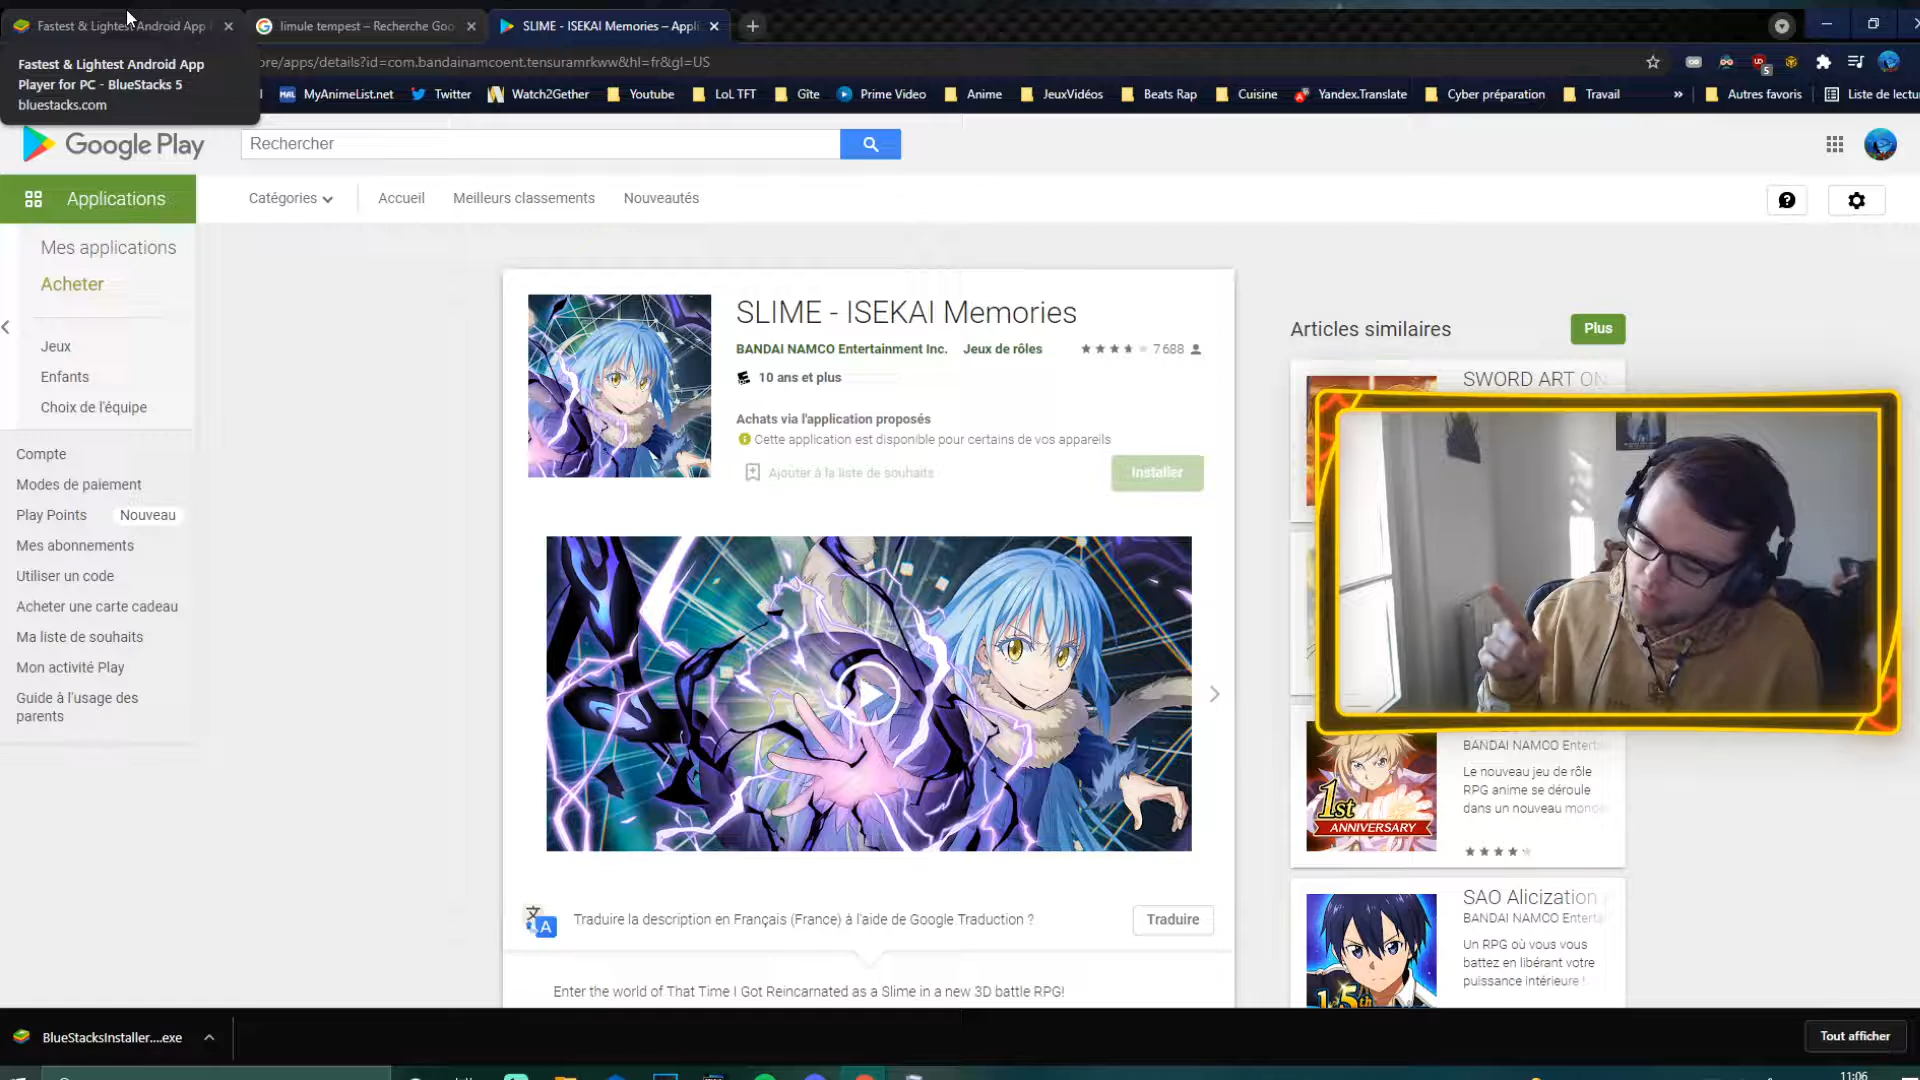 Fastest & Lightest Android App
limule tempest – Recherche Goo
SLIME - ISEKAI Memories – Appli
Fastest & Lightest Android App
Player for PC - BlueStacks 5
bluestacks.com
ore/apps/details?id=com.bandainamcoent.tensuramrkww&hl=fr&gl=US
5
MAL
MyAnimeList.net
Twitter
Watch2Gether
Youtube
LoL TFT
Gîte
Prime Video
Anime
JeuxVidéos
Beats Rap
Cuisine
Yandex.Translate
Cyber préparation
Travail
»
Autres favoris
Liste de lectu
Google Play
Rechercher
Applications
Catégories
Accueil
Meilleurs classements
Nouveautés
Mes applications
Acheter
Jeux
Enfants
Choix de l'équipe
Compte
Modes de paiement
Play Points
Nouveau
Mes abonnements
Utiliser un code
Acheter une carte cadeau
Ma liste de souhaits
Mon activité Play
Guide à l'usage des
parents
SLIME - ISEKAI Memories
BANDAI NAMCO Entertainment Inc.
Jeux de rôles
7 688
10 ans et plus
Achats via l'application proposés
Cette application est disponible pour certains de vos appareils
Ajouter à la liste de souhaits
Installer
Traduire la description en Français (France) à l'aide de Google Traduction ?
Traduire
Enter the world of That Time I Got Reincarnated as a Slime in a new 3D battle RPG!
Articles similaires
Plus
SWORD ART ON
BANDAI NAMCO Entert
Le nouveau jeu de rôle
RPG anime se déroule
dans un nouveau mond
1st
ANNIVERSARY
SAO Alicization
BANDAI NAMCO Enterta
Un RPG où vous vous
battez en libérant votre
puissance intérieure !
1.5th
BlueStacksInstaller....exe
Tout afficher
11:06